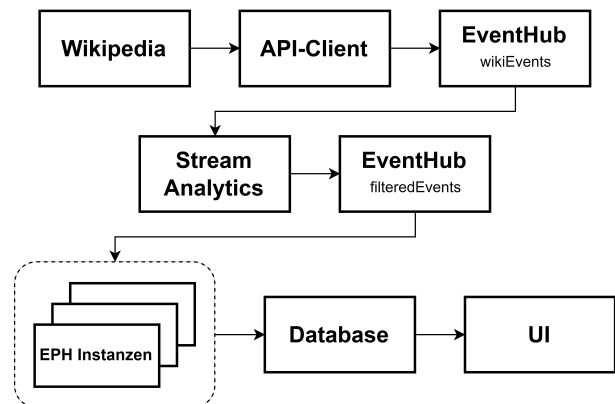 Wikipedia
API-Client
EventHub
wikiEvents
Stream
Analytics
EventHub
filteredEvents
EPH Instanzen
Database
UI